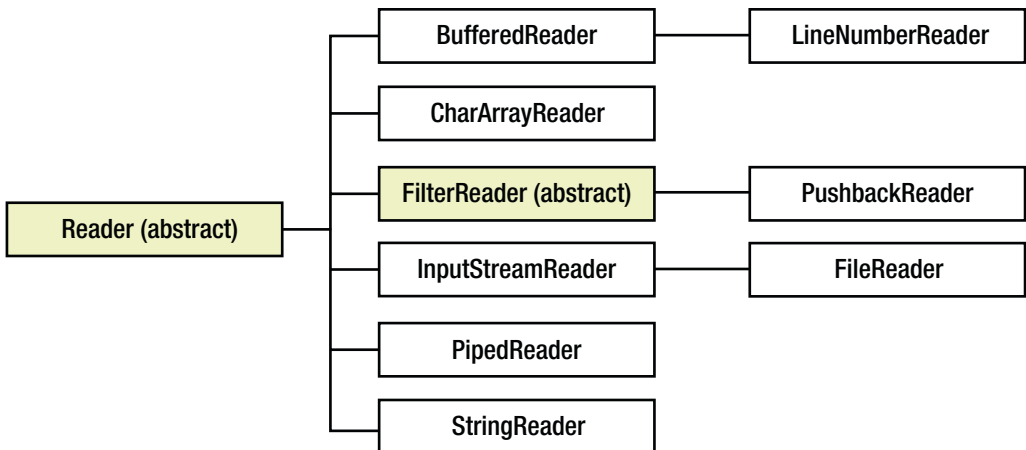 BufferedReader
LineNumberReader
CharArrayReader
FilterReader (abstract)
PushbackReader
Reader (abstract)
InputStreamReader
FileReader
PipedReader
StringReader